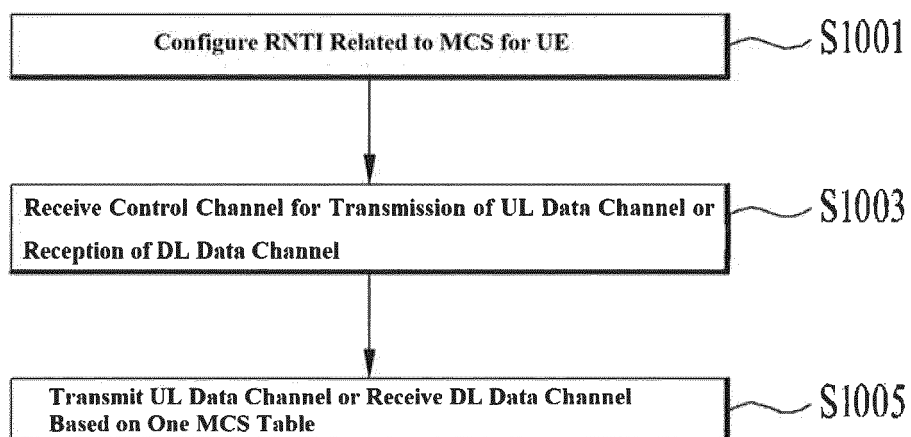 Configure RNTI Related to MCS for UE
S1001
Receive Control Channel for Transmission of UL Data Channel or
Reception of DL Data Channel
S1003
Transmit UL Data Channel or Receive DL Data Channel
Based on One MCS Table
S1005